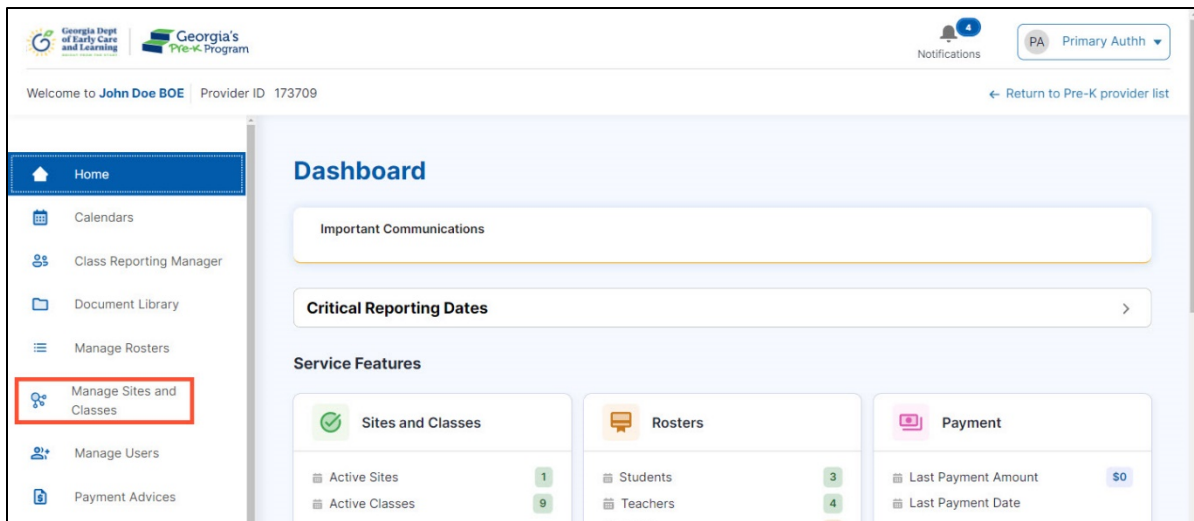 Georgia Dept
of Early Care
and Learning
Georgia's
Pre-K Program
4
Notifications
PA Primary Authh
Welcome to John Doe BOE Provider ID 173709
← Return to Pre-K provider list
Home
Calendars
Class Reporting Manager
Document Library
Manage Rosters
Manage Sites and
Classes
Manage Users
Payment Advices
Dashboard
Important Communications
Critical Reporting Dates
Service Features
Sites and Classes
Active Sites 1
Active Classes 9
Rosters
Students 3
Teachers 4
Payment
Last Payment Amount $0
Last Payment Date